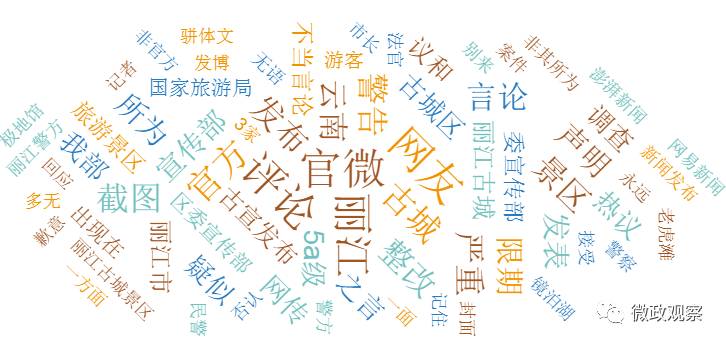 骈体文
非官方
发博
记者
国家旅游局
无语
不当言论
游客
市长
法官
议和
别来
案件
非其所为
澎湃新闻
极地馆
丽江警方
旅游景区
所为
我部
宣传部
3家
发布
云南
警告
古城区
言论
丽江古城
委宣传部
声明
调查
网易新闻
新闻发布
回应
多无
歉意
截图
官方
评论
官微
网友
古城
景区
热议
永远
老虎滩
出现在
丽江古城景区
一方面
丽江市
区委宣传部
古宣发布
5a级
丽江
之言
整改
严重
限期
发表
接受
警察
镜泊湖
疑似
民警
否认
网传
警方
一面
记住
封面
微政观察